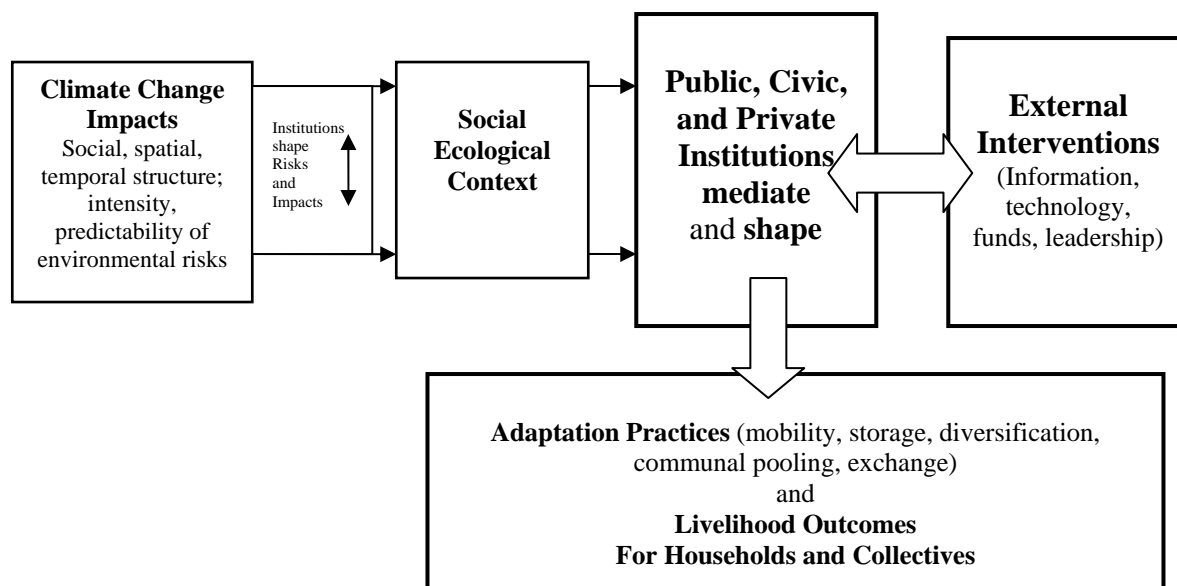 Climate Change
Impacts
Social, spatial,
temporal structure;
intensity,
predictability of
environmental risks
Institutions
shape
Risks
and
Impacts
Social
Ecological
Context
Public, Civic,
and Private
Institutions
mediate
and shape
External
Interventions
(Information,
technology,
funds, leadership)
Adaptation Practices (mobility, storage, diversification,
communal pooling, exchange)
and
Livelihood Outcomes
For Households and Collectives